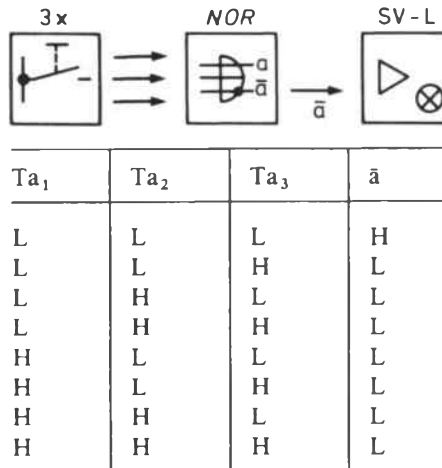 3x NOR SV-L
a
ā
ā
Ta₁ Ta₂ Ta₃ ā
L L L H
L L H L
L H L L
L H H L
H L L L
H L H L
H H L L
H H H L